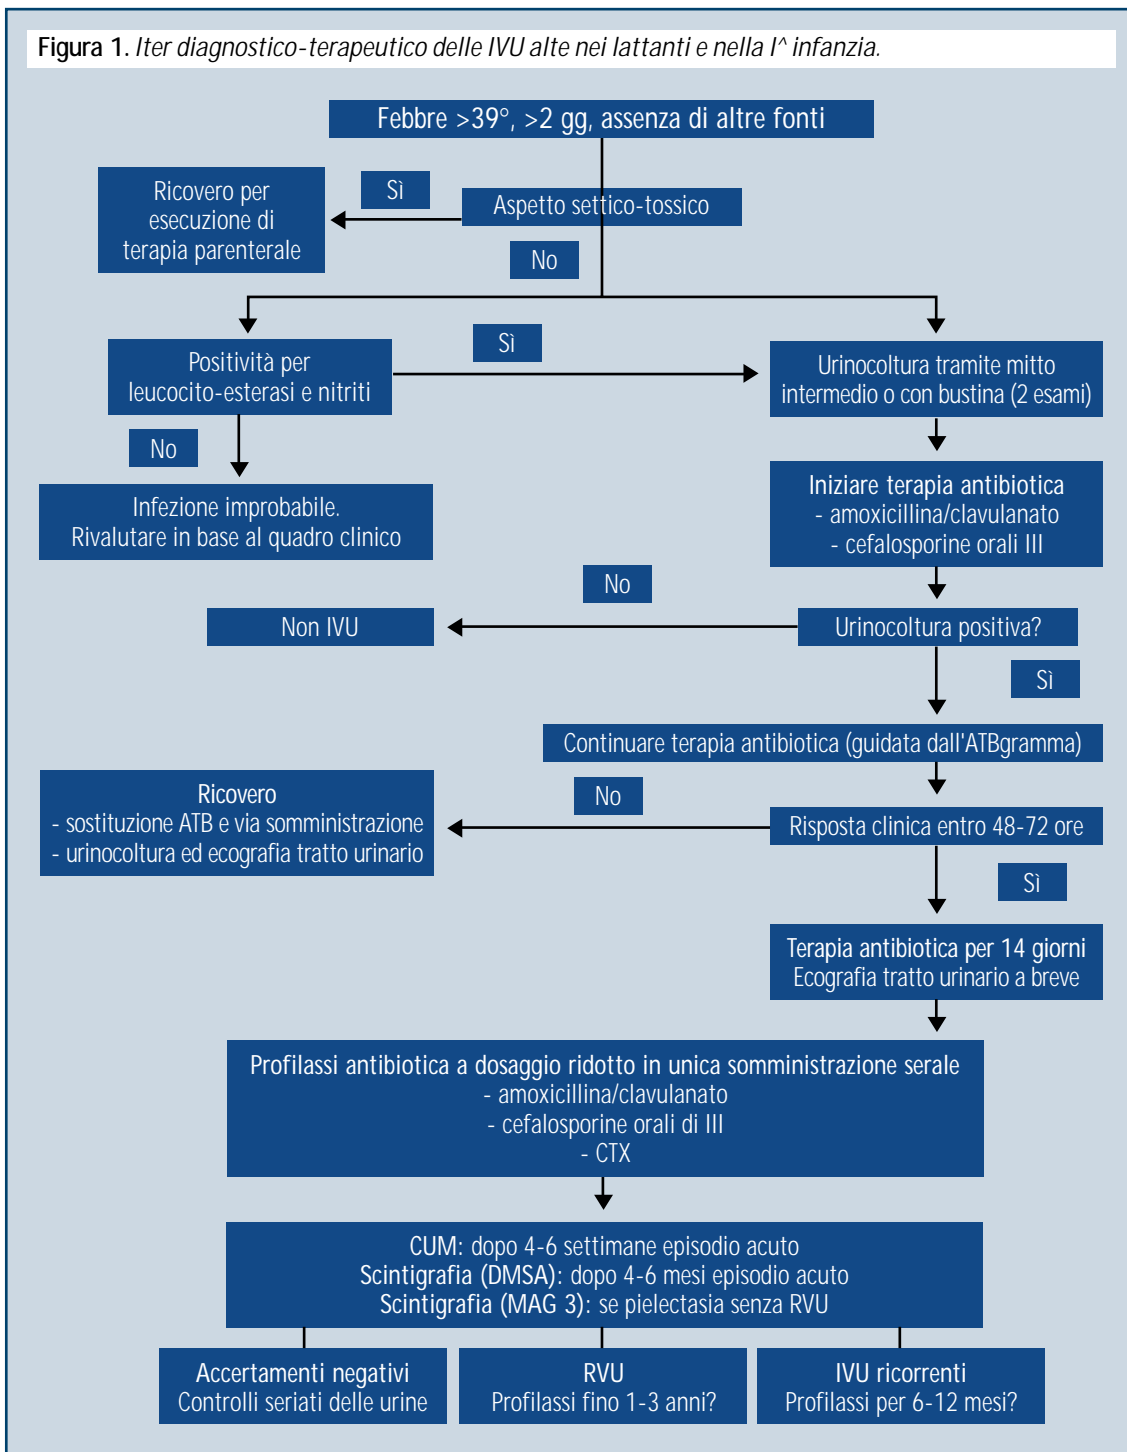 Figura 1. Iter diagnostico-terapeutico delle IVU alte nei lattanti e nella I^ infanzia.
Febbre >39°, >2 gg, assenza di altre fonti
Ricovero per
esecuzione di
terapia parenterale
Sì
Aspetto settico-tossico
No
Positività per
leucocito-esterasi e nitriti
Sì
Urinocoltura tramite mitto
intermedio o con bustina (2 esami)
No
Infezione improbabile.
Rivalutare in base al quadro clinico
Iniziare terapia antibiotica
- amoxicillina/clavulanato
- cefalosporine orali III
No
Non IVU
Urinocoltura positiva?
Sì
Continuare terapia antibiotica (guidata dall'ATBgramma)
Ricovero
- sostituzione ATB e via somministrazione
- urinocoltura ed ecografia tratto urinario
No
Risposta clinica entro 48-72 ore
Sì
Terapia antibiotica per 14 giorni
Ecografia tratto urinario a breve
Profilassi antibiotica a dosaggio ridotto in unica somministrazione serale
- amoxicillina/clavulanato
- cefalosporine orali di III
- CTX
CUM: dopo 4-6 settimane episodio acuto
Scintigrafia (DMSA): dopo 4-6 mesi episodio acuto
Scintigrafia (MAG 3): se pielectasia senza RVU
Accertamenti negativi
Controlli seriati delle urine
RVU
Profilassi fino 1-3 anni?
IVU ricorrenti
Profilassi per 6-12 mesi?